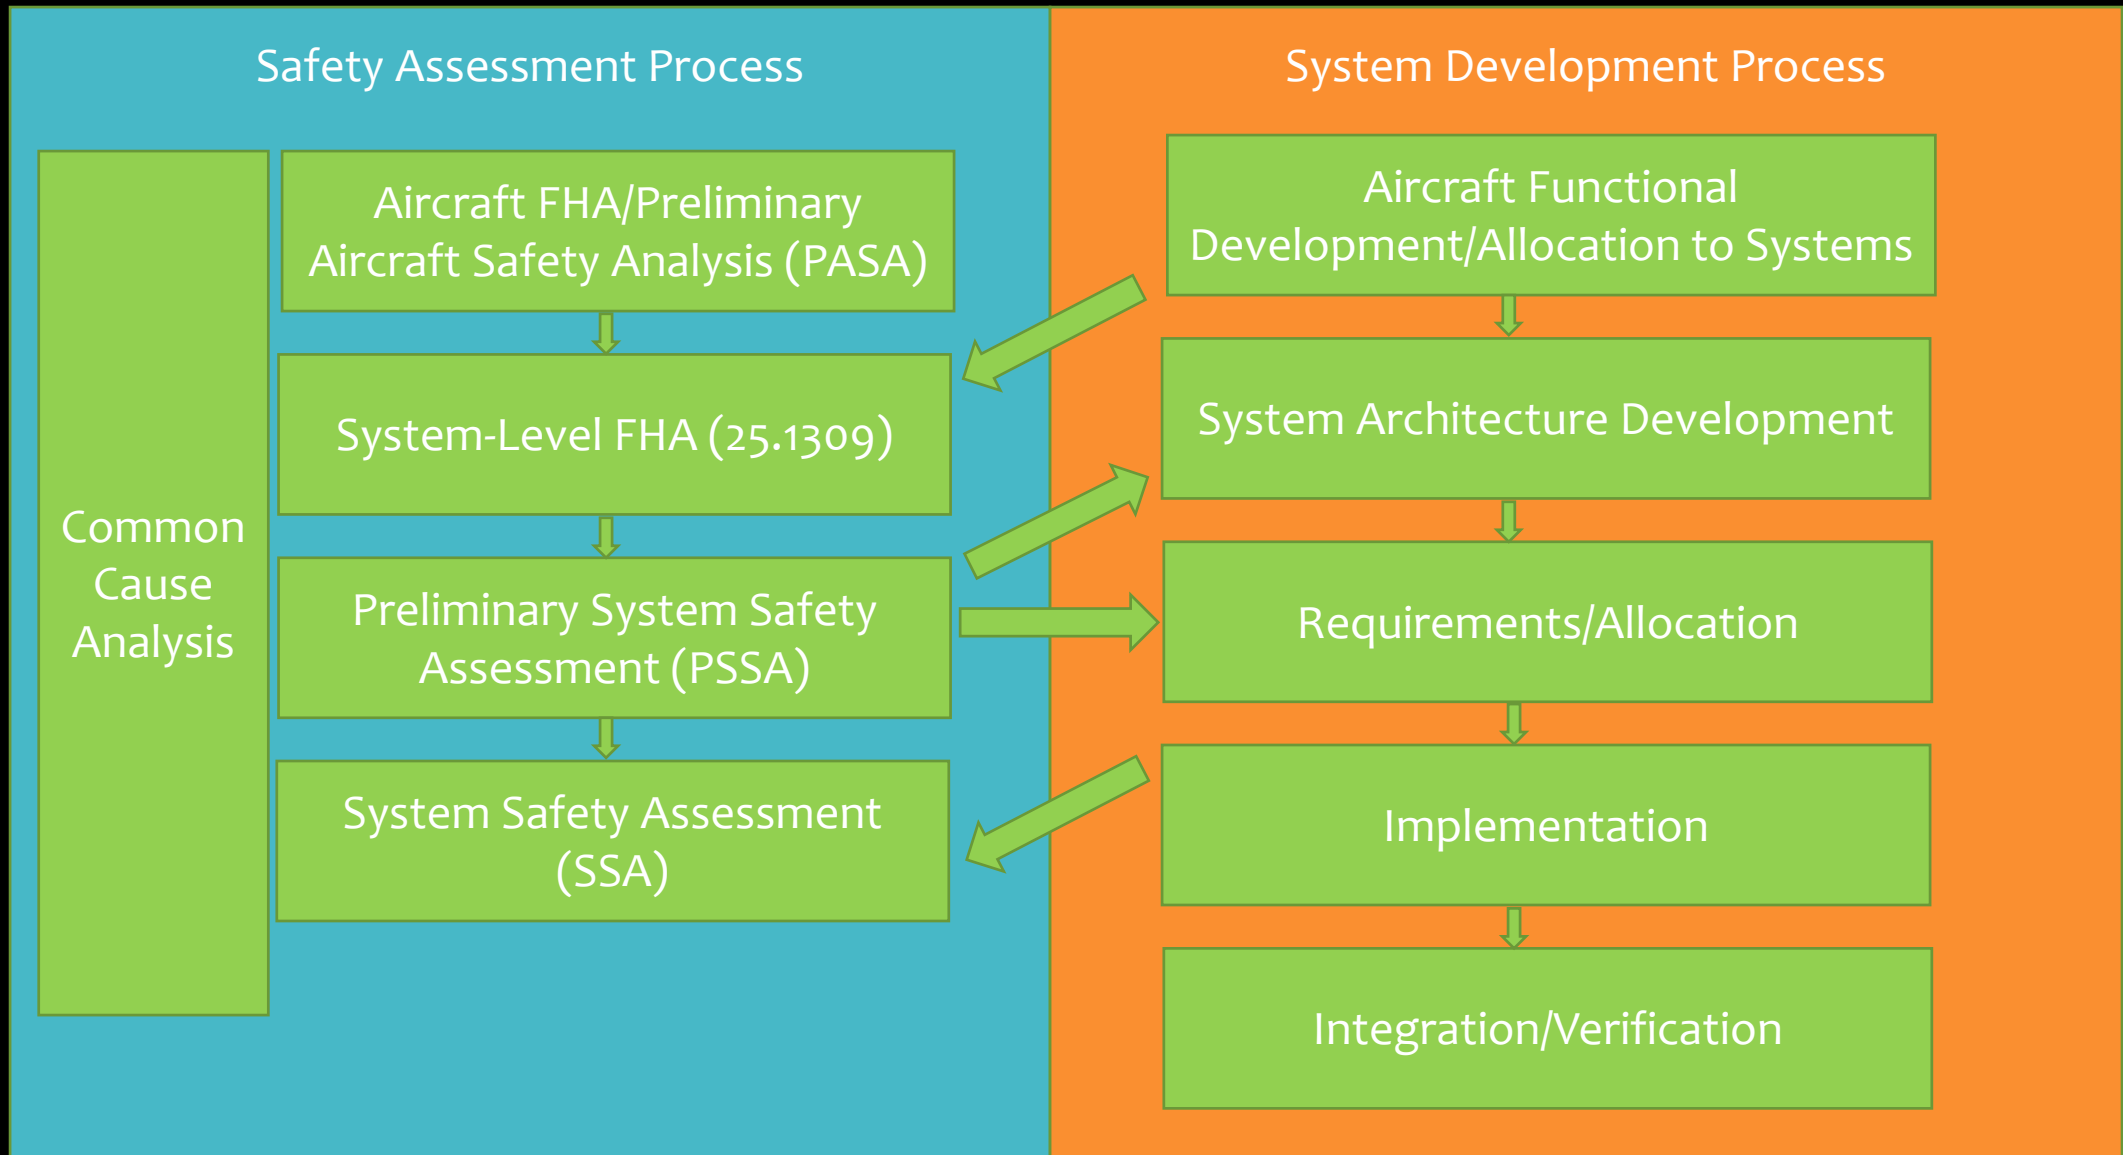 Safety Assessment Process
Common
Cause
Analysis
Aircraft FHA/Preliminary
Aircraft Safety Analysis (PASA)
System-Level FHA (25.1309)
Preliminary System Safety
Assessment (PSSA)
System Safety Assessment
(SSA)
System Development Process
Aircraft Functional
Development/Allocation to Systems
System Architecture Development
Requirements/Allocation
Implementation
Integration/Verification